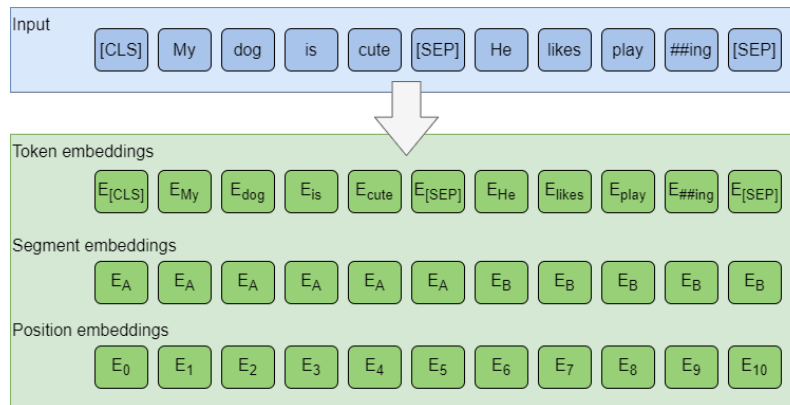 Input
[CLS] My dog is cute [SEP] He likes play ##ing [SEP]
Token embeddings
E[CLS] EMy Edog Eis Ecute E[SEP] EHe Elikes Eplay E##ing E[SEP]
Segment embeddings
EA EA EA EA EA EA EB EB EB EB EB
Position embeddings
E0 E1 E2 E3 E4 E5 E6 E7 E8 E9 E10